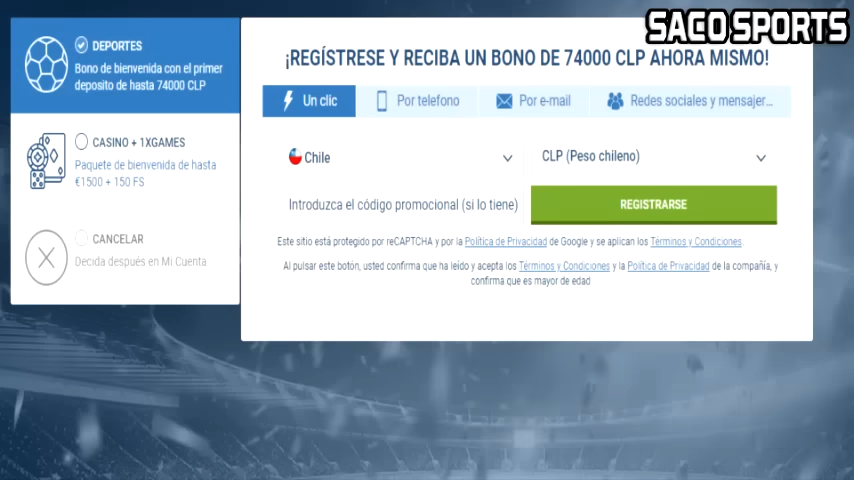 SACO SPORTS
DEPORTES
Bono de bienvenida con el primer
deposito de hasta 74000 CLP
CASINO + 1XGAMES
Paquete de bienvenida de hasta
€1500 + 150 FS
CANCELAR
Decida después en Mi Cuenta
¡REGÍSTRESE Y RECIBA UN BONO DE 74000 CLP AHORA MISMO!
Un clic
Por telefono
Por e-mail
Redes sociales y mensajer...
Chile
CLP (Peso chileno)
Introduzca el código promocional (si lo tiene)
REGISTRARSE
Este sitio está protegido por reCAPTCHA y por la Política de Privacidad de Google y se aplican los Términos y Condiciones.
Al pulsar este botón, usted confirma que ha leído y acepta los Términos y Condiciones y la Política de Privacidad de la compañía, y
confirma que es mayor de edad